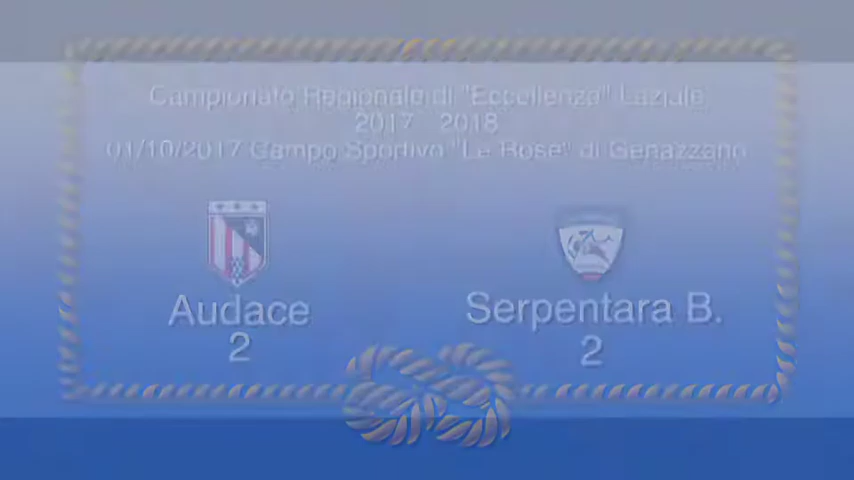 Campionato Regionale di "Eccellenza" Laziale
2017 - 2018
01/10/2017 Campo Sportivo "Le Rose" di Genazzano
Audace
Serpentara B.
2
2